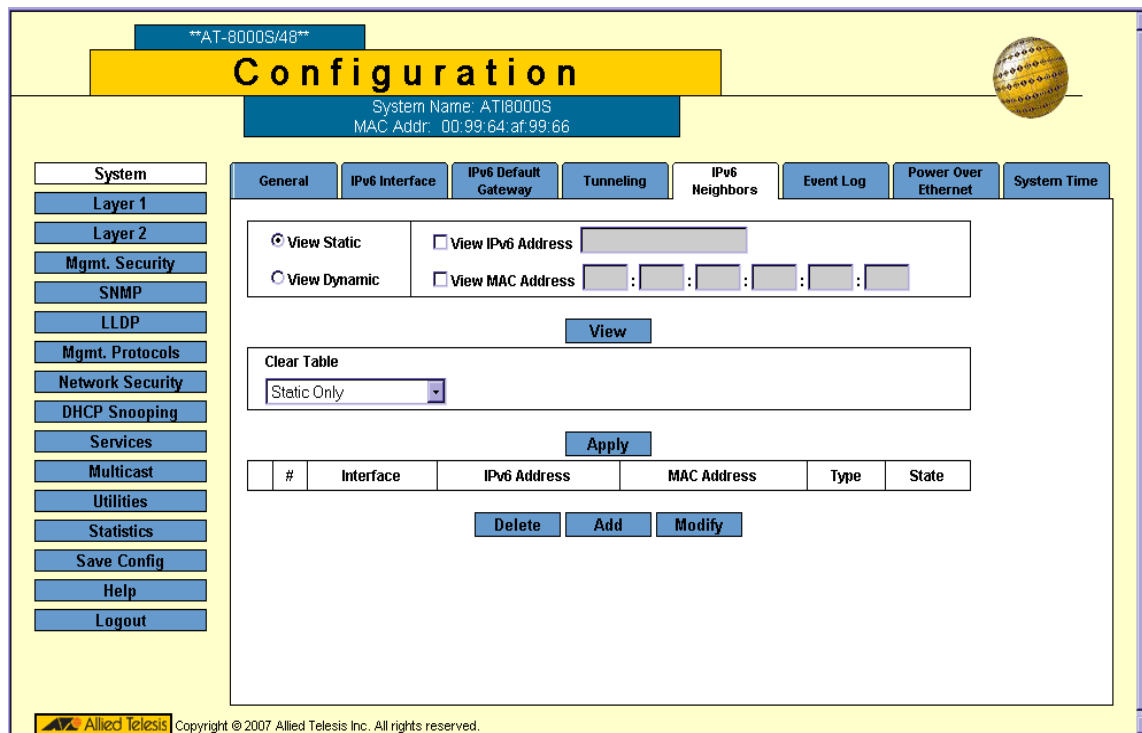 **AT-8000S/48**
Configuration
System Name: ATI8000S
MAC Addr: 00:99:64:af:99:66
System
Layer 1
Layer 2
Mgmt. Security
SNMP
LLDP
Mgmt. Protocols
Network Security
DHCP Snooping
Services
Multicast
Utilities
Statistics
Save Config
Help
Logout
General
IPv6 Interface
IPv6 Default
Gateway
Tunneling
IPv6
Neighbors
Event Log
Power Over
Ethernet
System Time
View Static
View IPv6 Address
View Dynamic
View MAC Address : : : : :
View
Clear Table
Static Only
Apply
# Interface IPv6 Address MAC Address Type State
Delete Add Modify
Allied Telesis Copyright © 2007 Allied Telesis Inc. All rights reserved.